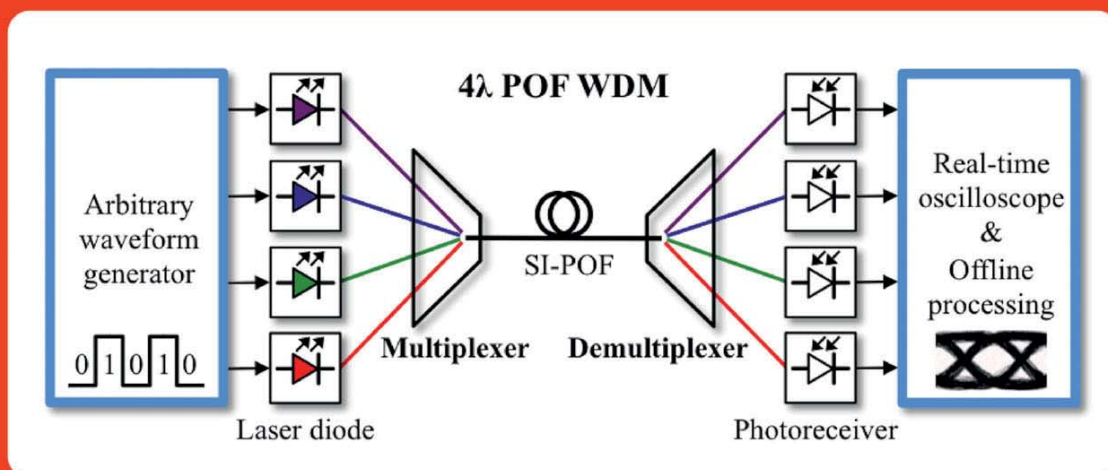 4λ POF WDM
Arbitrary
waveform
generator
0 1 0 1 0
Laser diode
Multiplexer
SI-POF
Demultiplexer
Photoreceiver
Real-time
oscilloscope
&
Offline
processing